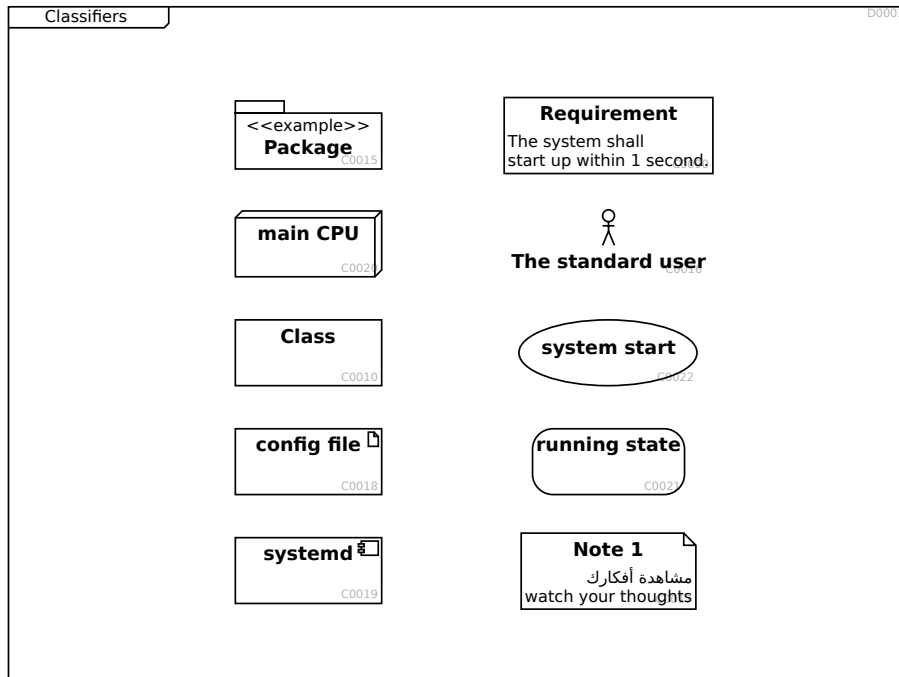 Classifiers
<<example>>
Package
C0015
Requirement
The system shall
start up within 1 second.
main CPU
C0020
The standard user
Class
C0010
system start
C0022
config file
C0018
running state
C0021
systemd
C0019
Note 1
مشاهدة أفكارك
watch your thoughts